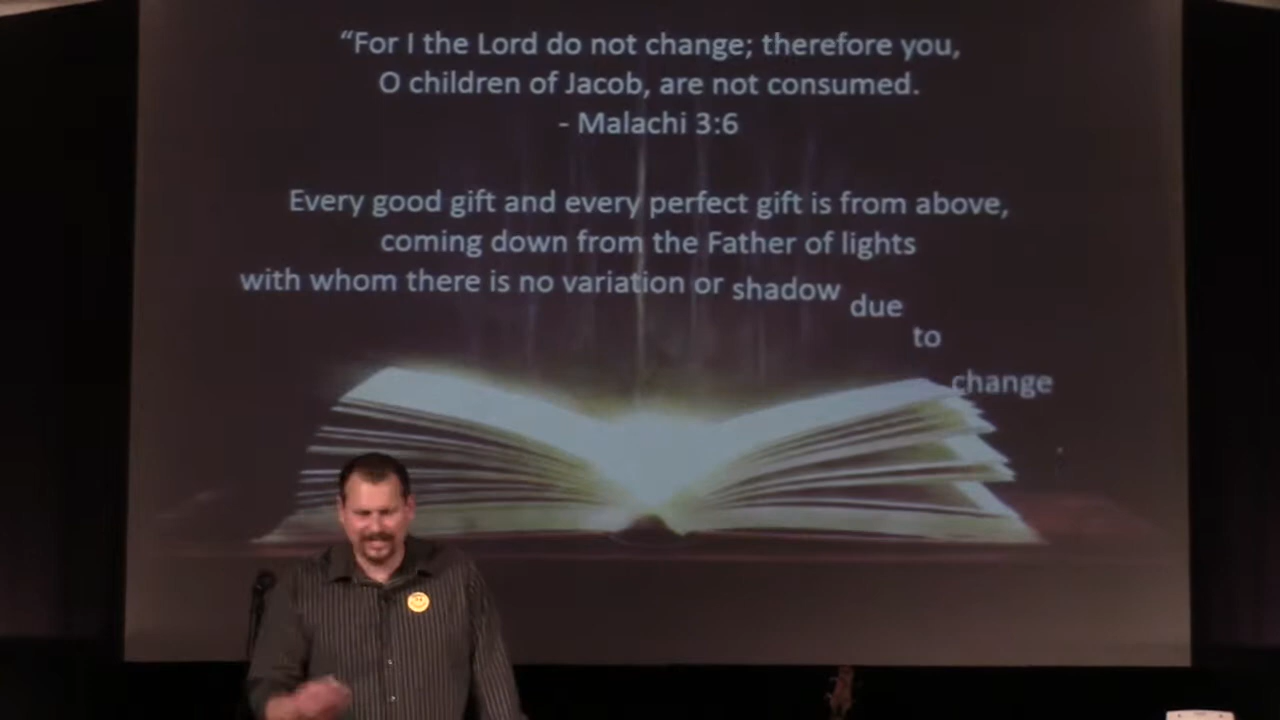 “For I the Lord do not change; therefore you,
O children of Jacob, are not consumed.
- Malachi 3:6
Every good gift and every perfect gift is from above,
coming down from the Father of lights
with whom there is no variation or shadow due to change